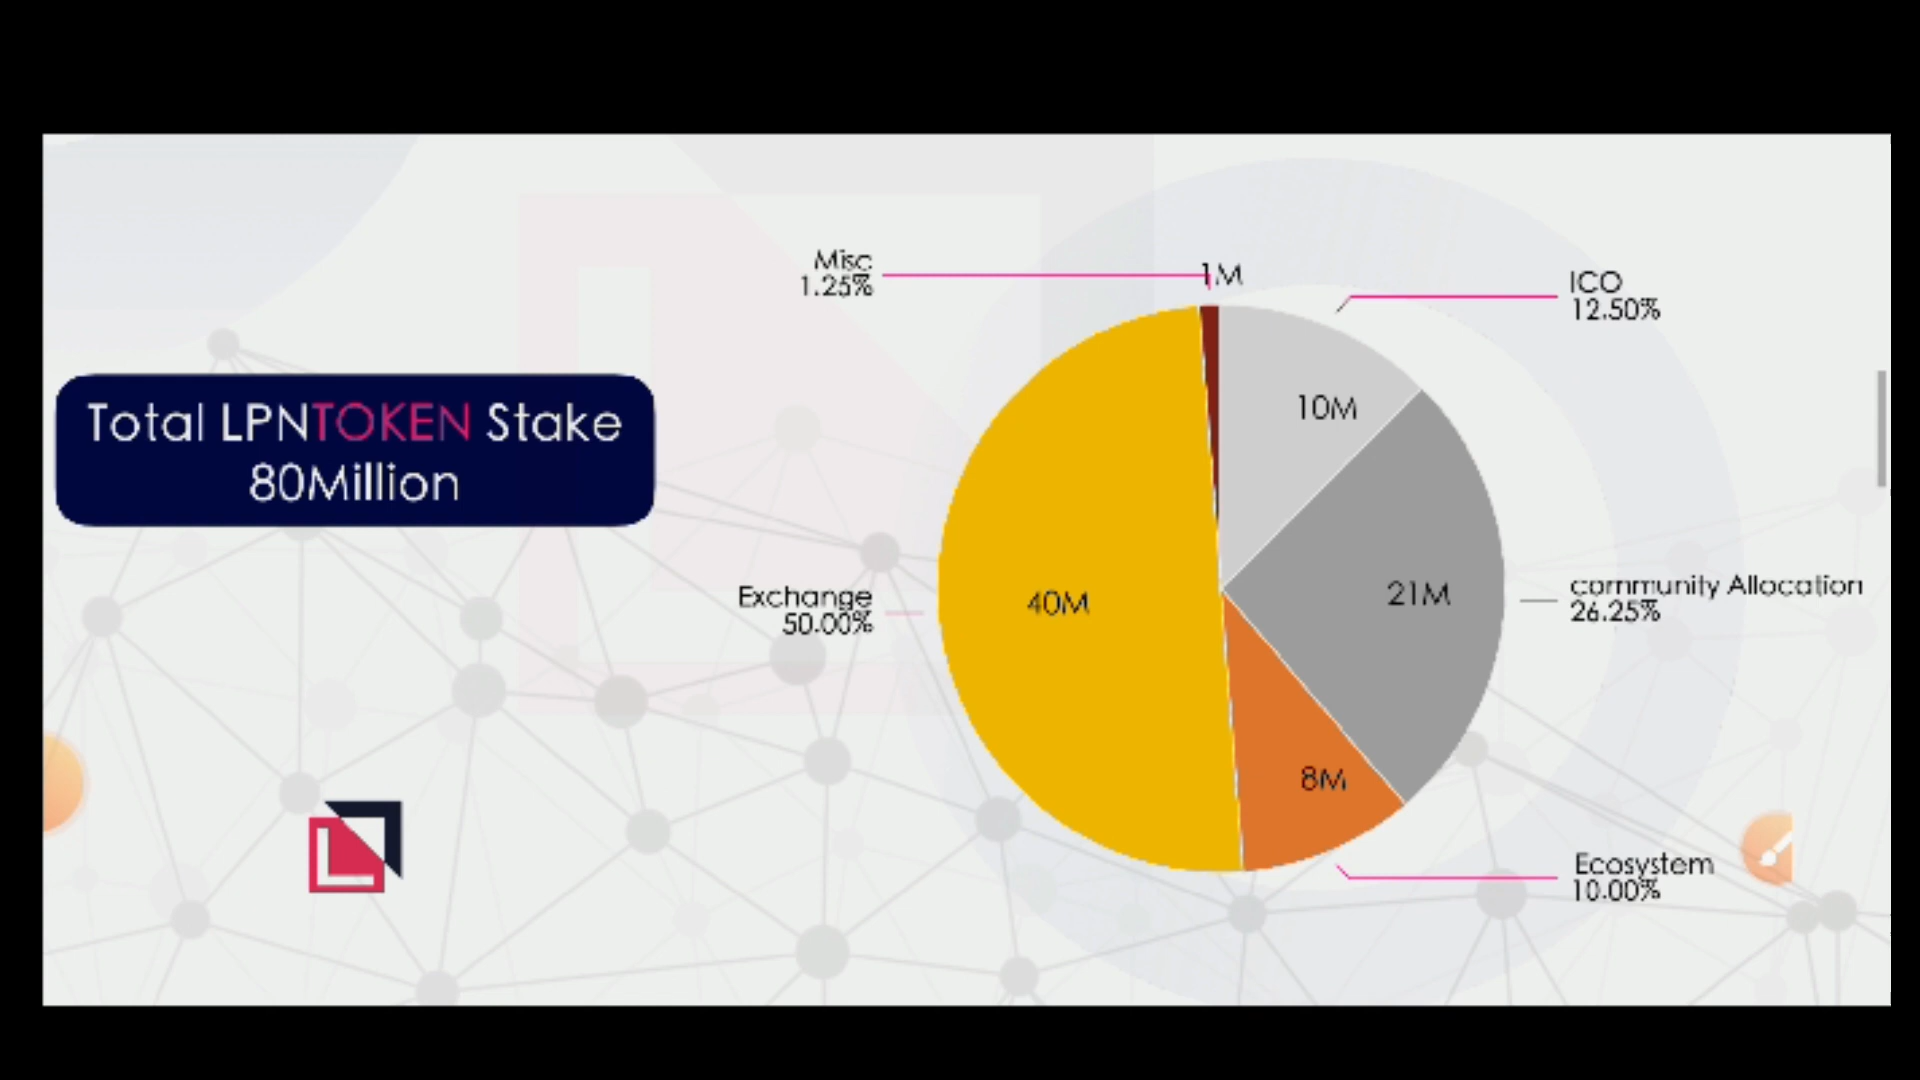 Total LPNTOKEN Stake
80Million
Misc
1.25%
1M
ICO
12.50%
10M
Exchange
50.00%
40M
21M
community Allocation
26.25%
8M
Ecosystem
10.00%